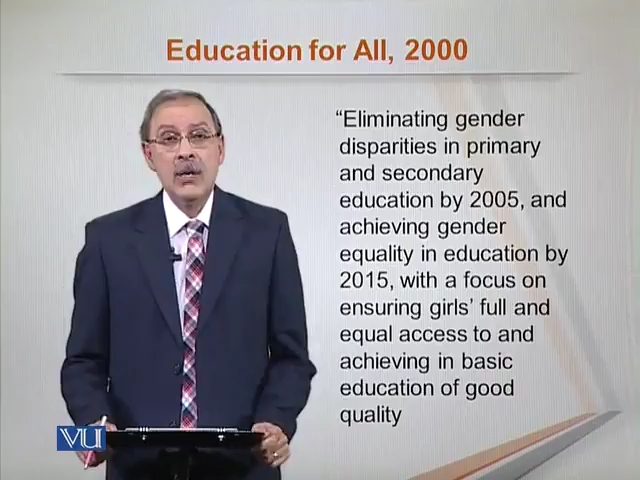 Education for All, 2000
“Eliminating gender
disparities in primary
and secondary
education by 2005, and
achieving gender
equality in education by
2015, with a focus on
ensuring girls’ full and
equal access to and
achieving in basic
education of good
quality
VU